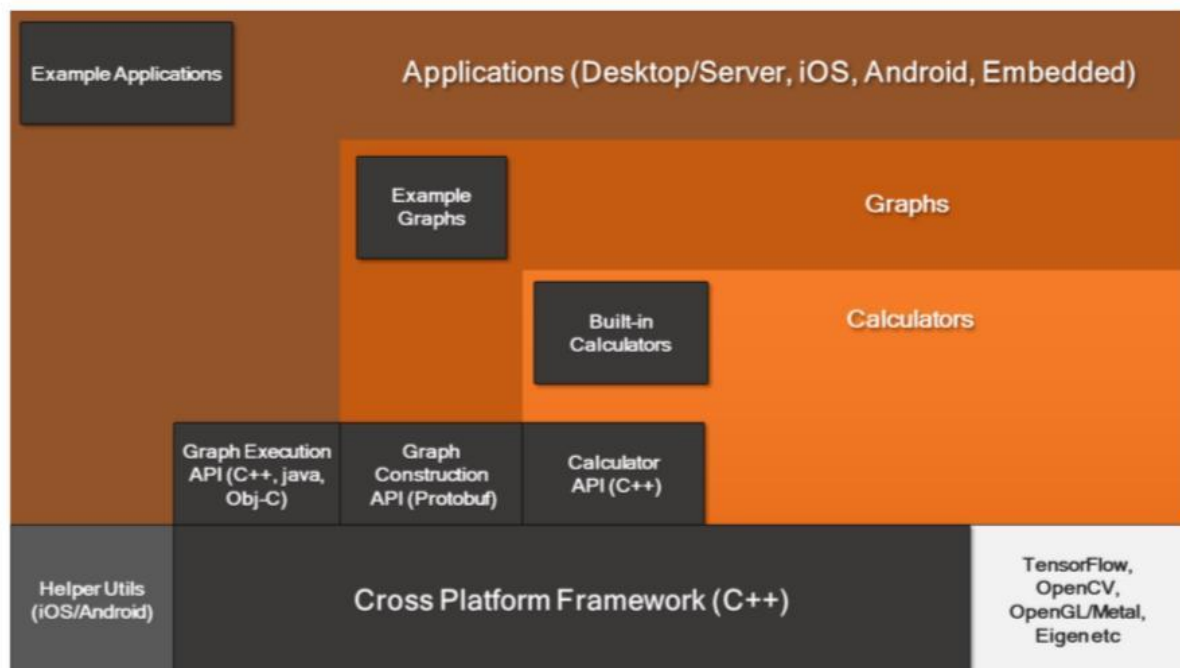 Example Applications
Applications (Desktop/Server, iOS, Android, Embedded)
Example
Graphs
Graphs
Built-in
Calculators
Calculators
Graph Execution
API (C++, java,
Obj-C)
Graph
Construction
API (Protobuf)
Calculator
API (C++)
Helper Utils
(iOS/Android)
Cross Platform Framework (C++)
TensorFlow,
OpenCV,
OpenGL/Metal,
Eigen etc